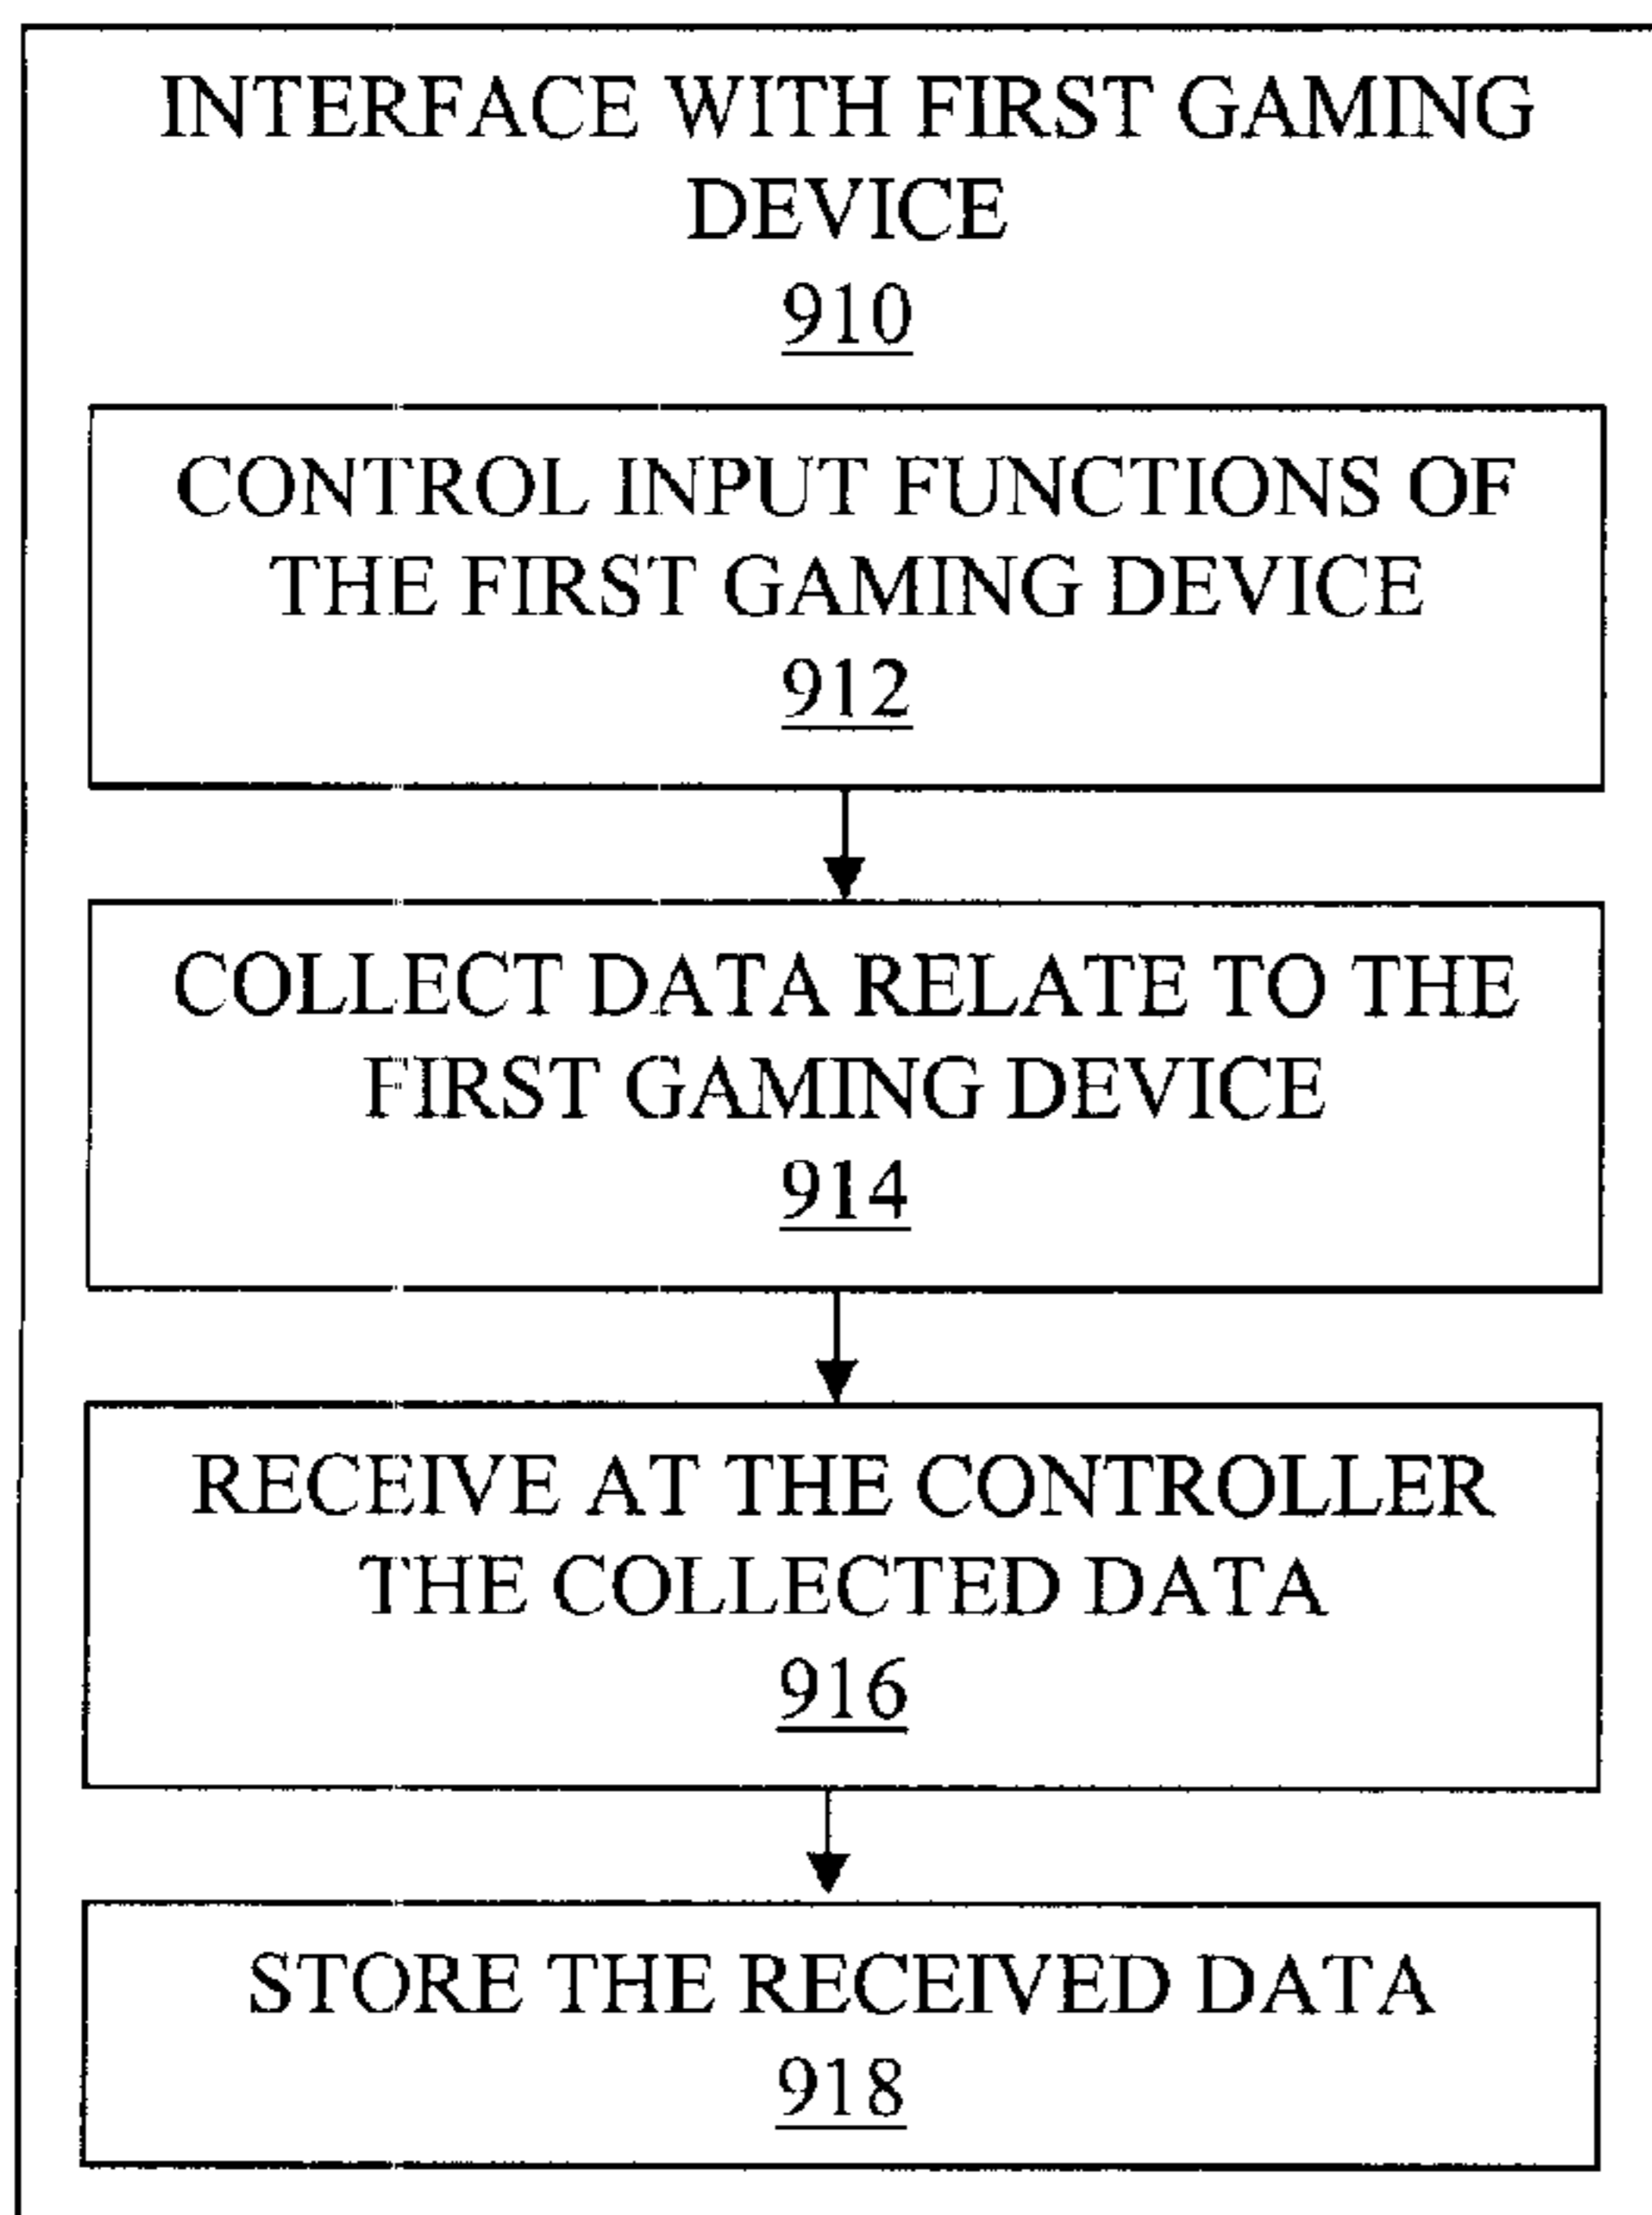 INTERFACE WITH FIRST GAMING
DEVICE
910
CONTROL INPUT FUNCTIONS OF
THE FIRST GAMING DEVICE
912
COLLECT DATA RELATE TO THE
FIRST GAMING DEVICE
914
RECEIVE AT THE CONTROLLER
THE COLLECTED DATA
916
STORE THE RECEIVED DATA
918